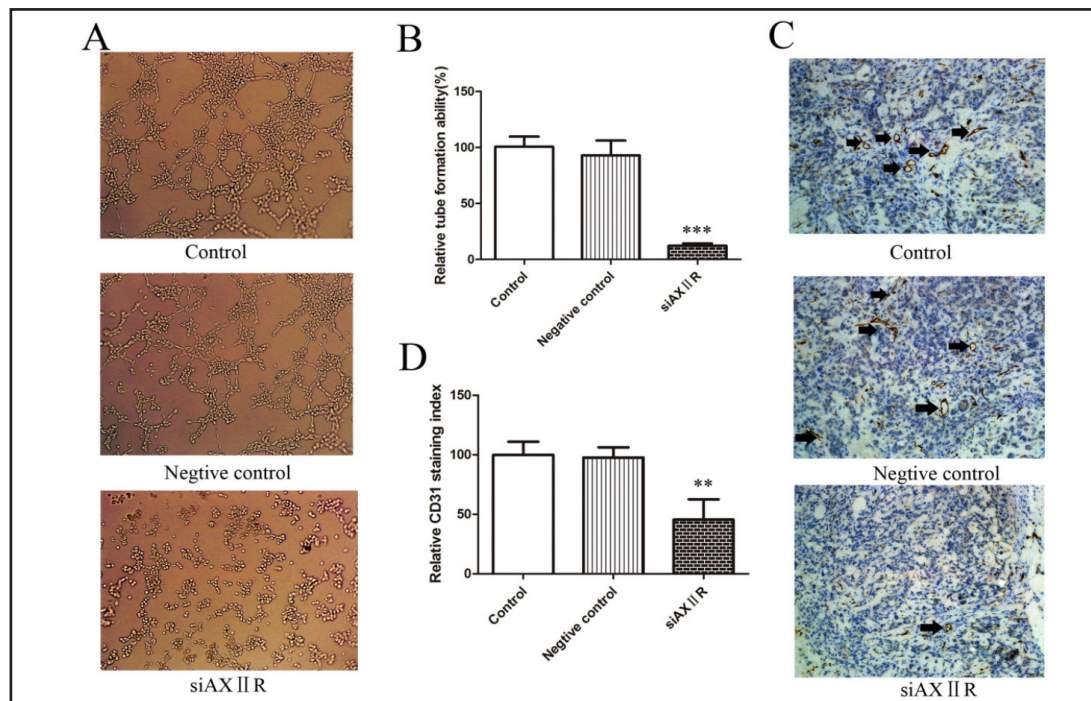 A
Control
Negtive control
siAXⅡR
B
Relative tube formation ability(%)
150
100
50
0
***
Control
Negative control
siAXⅡR
D
Relative CD31 staining index
150
100
50
0
**
Control
Negtive control
siAXⅡR
C
Control
Negtive control
siAXⅡR